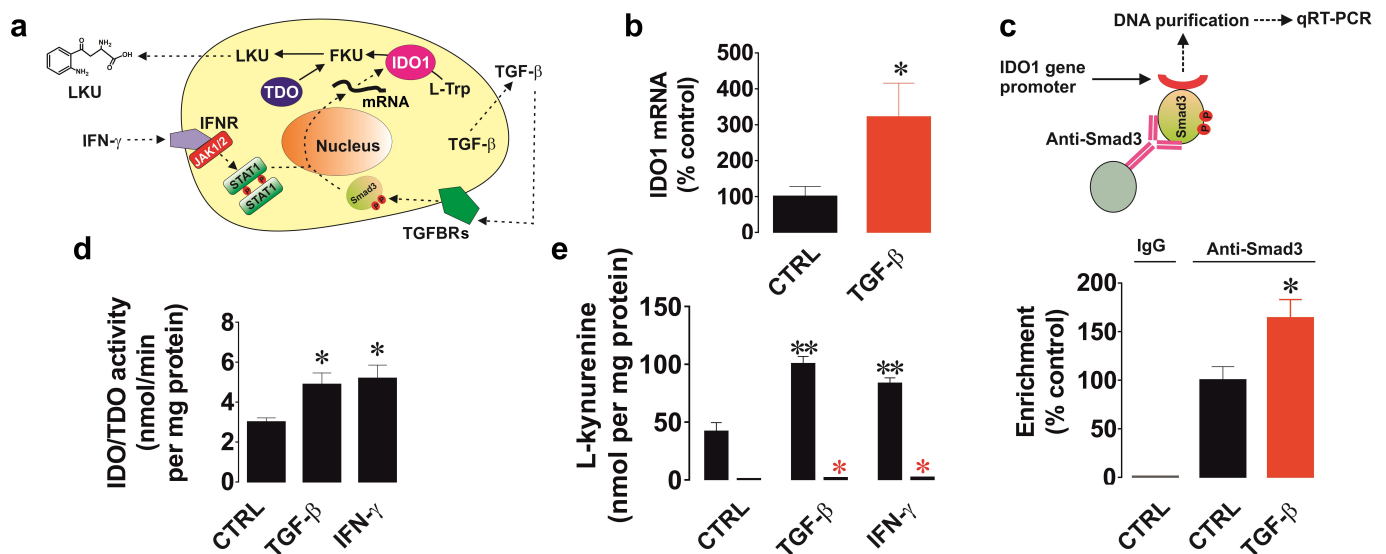 a
LKU
FKU
IDO1
TDO
mRNA
L-Trp
TGF-β
O
NH2
OH
O
NH2
LKU
IFNR
IFN-γ
JAK1/2
Nucleus
TGF-β
STAT1
P P
STAT1
Smad3
P P
TGFBRs
b
IDO1 mRNA
(% control)
500
400
300
200
100
0
*
CTRL
TGF-β
c
DNA purification
qRT-PCR
IDO1 gene
promoter
Smad3
P P
Anti-Smad3
IgG
Anti-Smad3
Enrichment
(% control)
200
150
100
50
0
*
CTRL
CTRL
TGF-β
d
IDO/TDO activity
(nmol/min
per mg protein)
8
6
4
2
0
*
*
CTRL
TGF-β
IFN-γ
e
L-kynurenine
(nmol per mg protein)
150
100
50
0
**
*
**
*
CTRL
TGF-β
IFN-γ